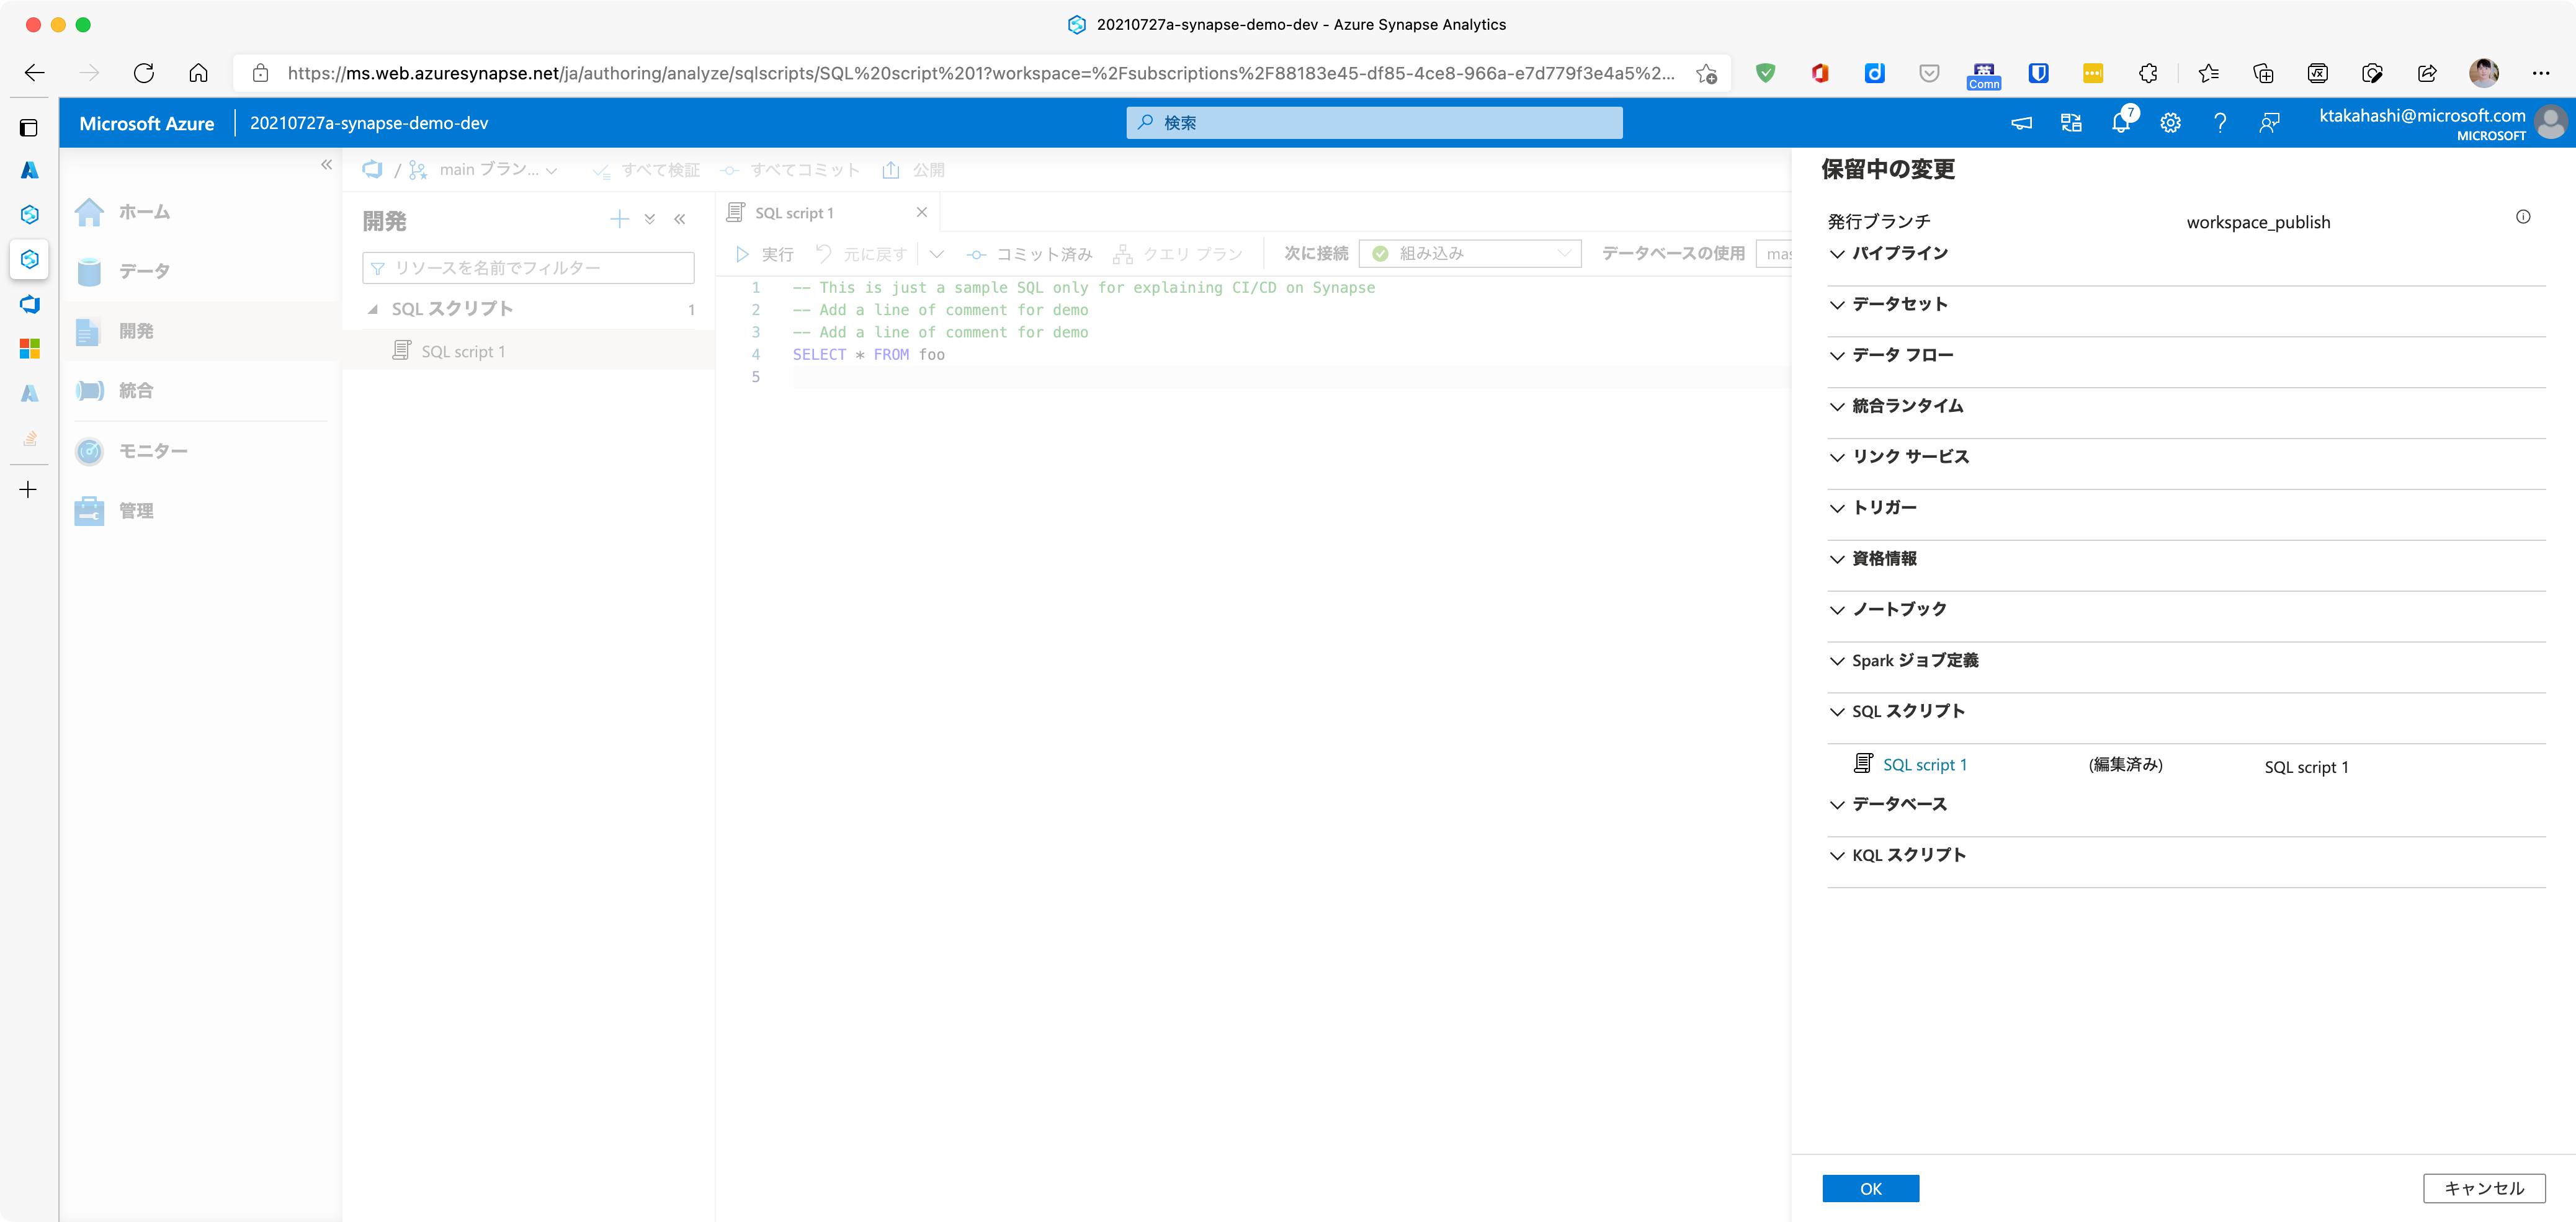 20210727a-synapse-demo-dev - Azure Synapse Analytics
https://ms.web.azuresynapse.net/ja/authoring/analyze/sqlscripts/SQL%20script%201?workspace=%2Fsubscriptions%2F88183e45-df85-4ce8-966a-e7d779f3e4a5%2...
英
Comn
Microsoft Azure
20210727a-synapse-demo-dev
検索
7
ktakahashi@microsoft.com
MICROSOFT
ホーム
データ
開発
統合
モニター
管理
/ main ブラン...
すべて検証
すべてコミット
公開
開発
リソースを名前でフィルター
SQL スクリプト 1
SQL script 1
SQL script 1
実行
元に戻す
コミット済み
クエリ プラン
次に接続
組み込み
データベースの使用
mas
1 -- This is just a sample SQL only for explaining CI/CD on Synapse
2 -- Add a line of comment for demo
3 -- Add a line of comment for demo
4 SELECT * FROM foo
5
保留中の変更
発行ブランチ workspace_publish
パイプライン
データセット
データ フロー
統合ランタイム
リンク サービス
トリガー
資格情報
ノートブック
Spark ジョブ定義
SQL スクリプト
SQL script 1 (編集済み) SQL script 1
データベース
KQL スクリプト
OK
キャンセル